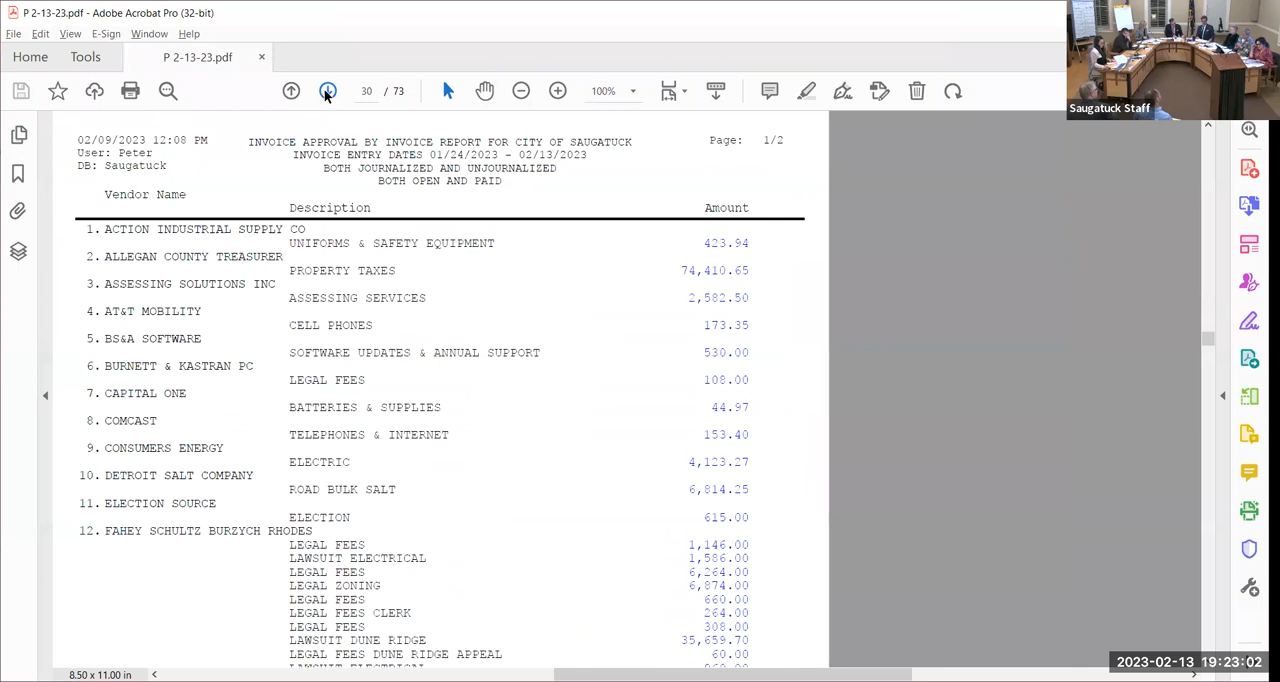 P 2-13-23.pdf - Adobe Acrobat Pro (32-bit)
File Edit View E-Sign Window Help
Home Tools P 2-13-23.pdf ×
30 / 73 100%
Saugatuck Staff
02/09/2023 12:08 PM INVOICE APPROVAL BY INVOICE REPORT FOR CITY OF SAUGATUCK Page: 1/2
User: Peter INVOICE ENTRY DATES 01/24/2023 - 02/13/2023
DB: Saugatuck BOTH JOURNALIZED AND UNJOURNALIZED
BOTH OPEN AND PAID
Vendor Name
Description Amount
1. ACTION INDUSTRIAL SUPPLY CO
UNIFORMS & SAFETY EQUIPMENT 423.94
2. ALLEGAN COUNTY TREASURER
PROPERTY TAXES 74,410.65
3. ASSESSING SOLUTIONS INC
ASSESSING SERVICES 2,582.50
4. AT&T MOBILITY
CELL PHONES 173.35
5. BS&A SOFTWARE
SOFTWARE UPDATES & ANNUAL SUPPORT 530.00
6. BURNETT & KASTRAN PC
LEGAL FEES 108.00
7. CAPITAL ONE
BATTERIES & SUPPLIES 44.97
8. COMCAST
TELEPHONES & INTERNET 153.40
9. CONSUMERS ENERGY
ELECTRIC 4,123.27
10. DETROIT SALT COMPANY
ROAD BULK SALT 6,814.25
11. ELECTION SOURCE
ELECTION 615.00
12. FAHEY SCHULTZ BURZYCH RHODES
LEGAL FEES 1,146.00
LAWSUIT ELECTRICAL 1,586.00
LEGAL FEES 6,264.00
LEGAL ZONING 6,874.00
LEGAL FEES 660.00
LEGAL FEES CLERK 264.00
LEGAL FEES 308.00
LAWSUIT DUNE RIDGE 35,659.70
LEGAL FEES DUNE RIDGE APPEAL 60.00
LAWSUIT ELECTRICAL
8.50 x 11.00 in
2023-02-13 19:23:02